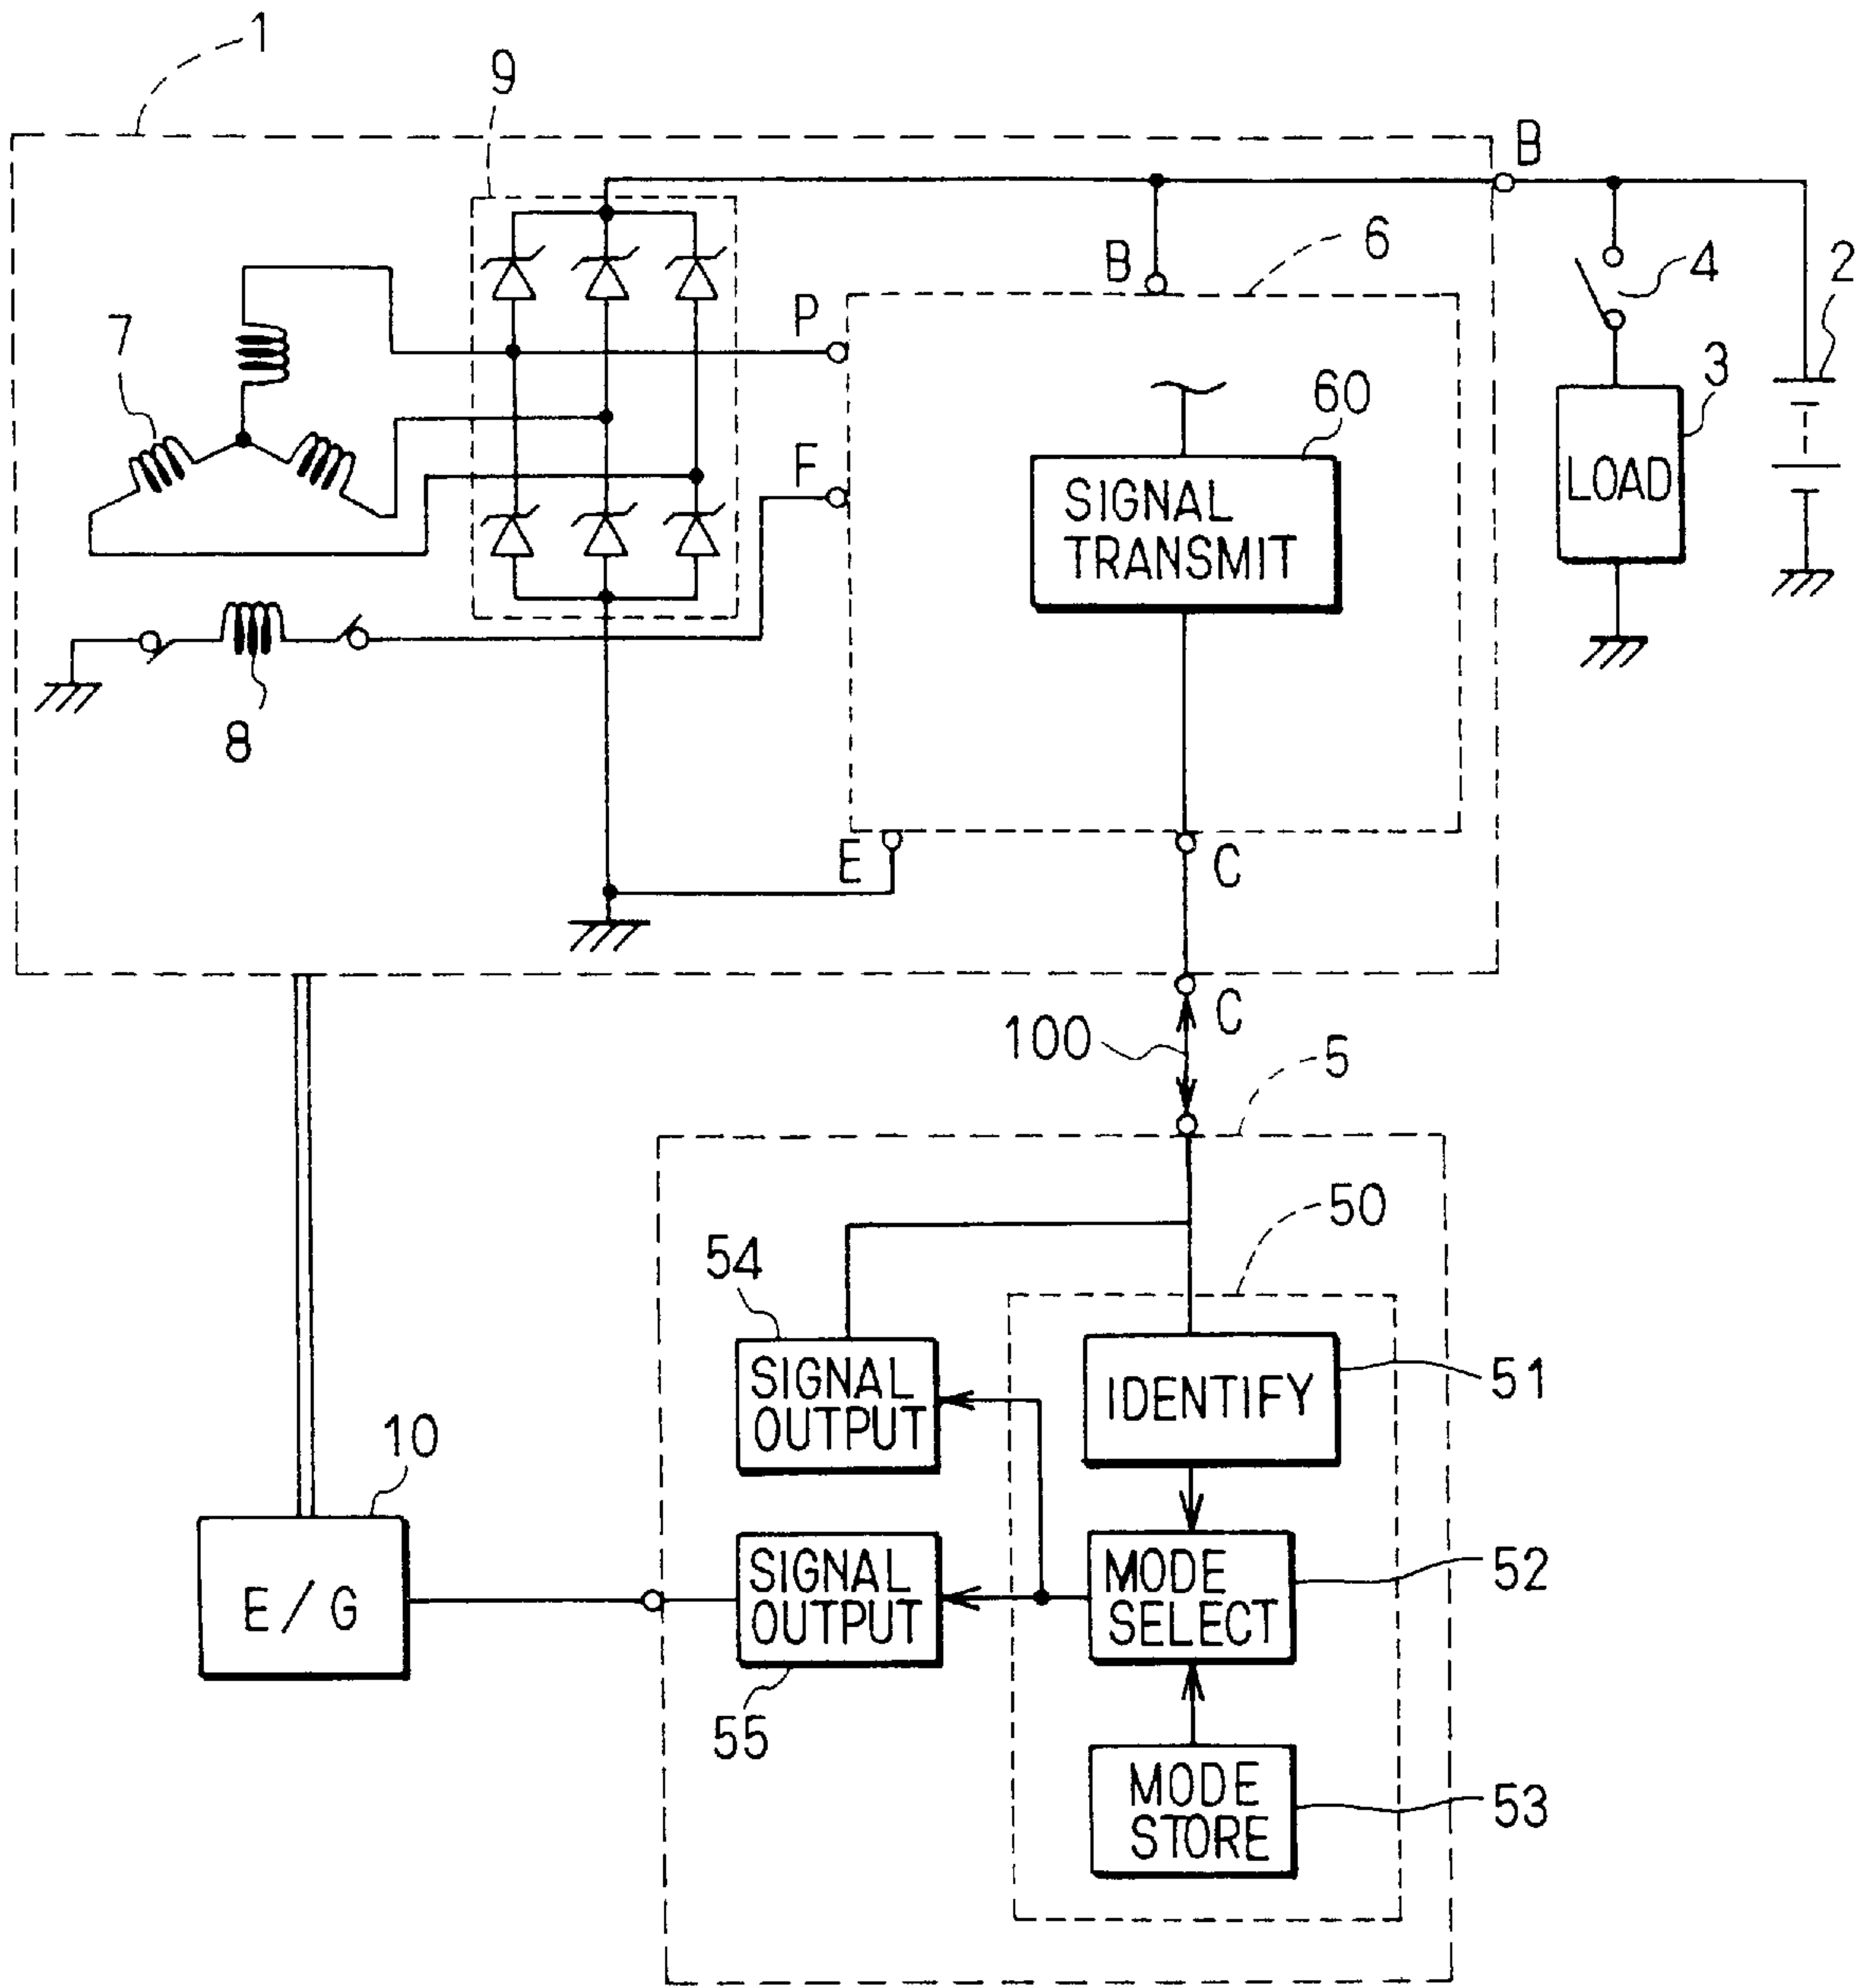 1
9
B
B
6
4
2
P
7
60
3
F
SIGNAL
TRANSMIT
LOAD
8
E
C
C
100
5
50
54
SIGNAL
OUTPUT
IDENTIFY
51
10
E/G
SIGNAL
OUTPUT
MODE
SELECT
52
55
MODE
STORE
53